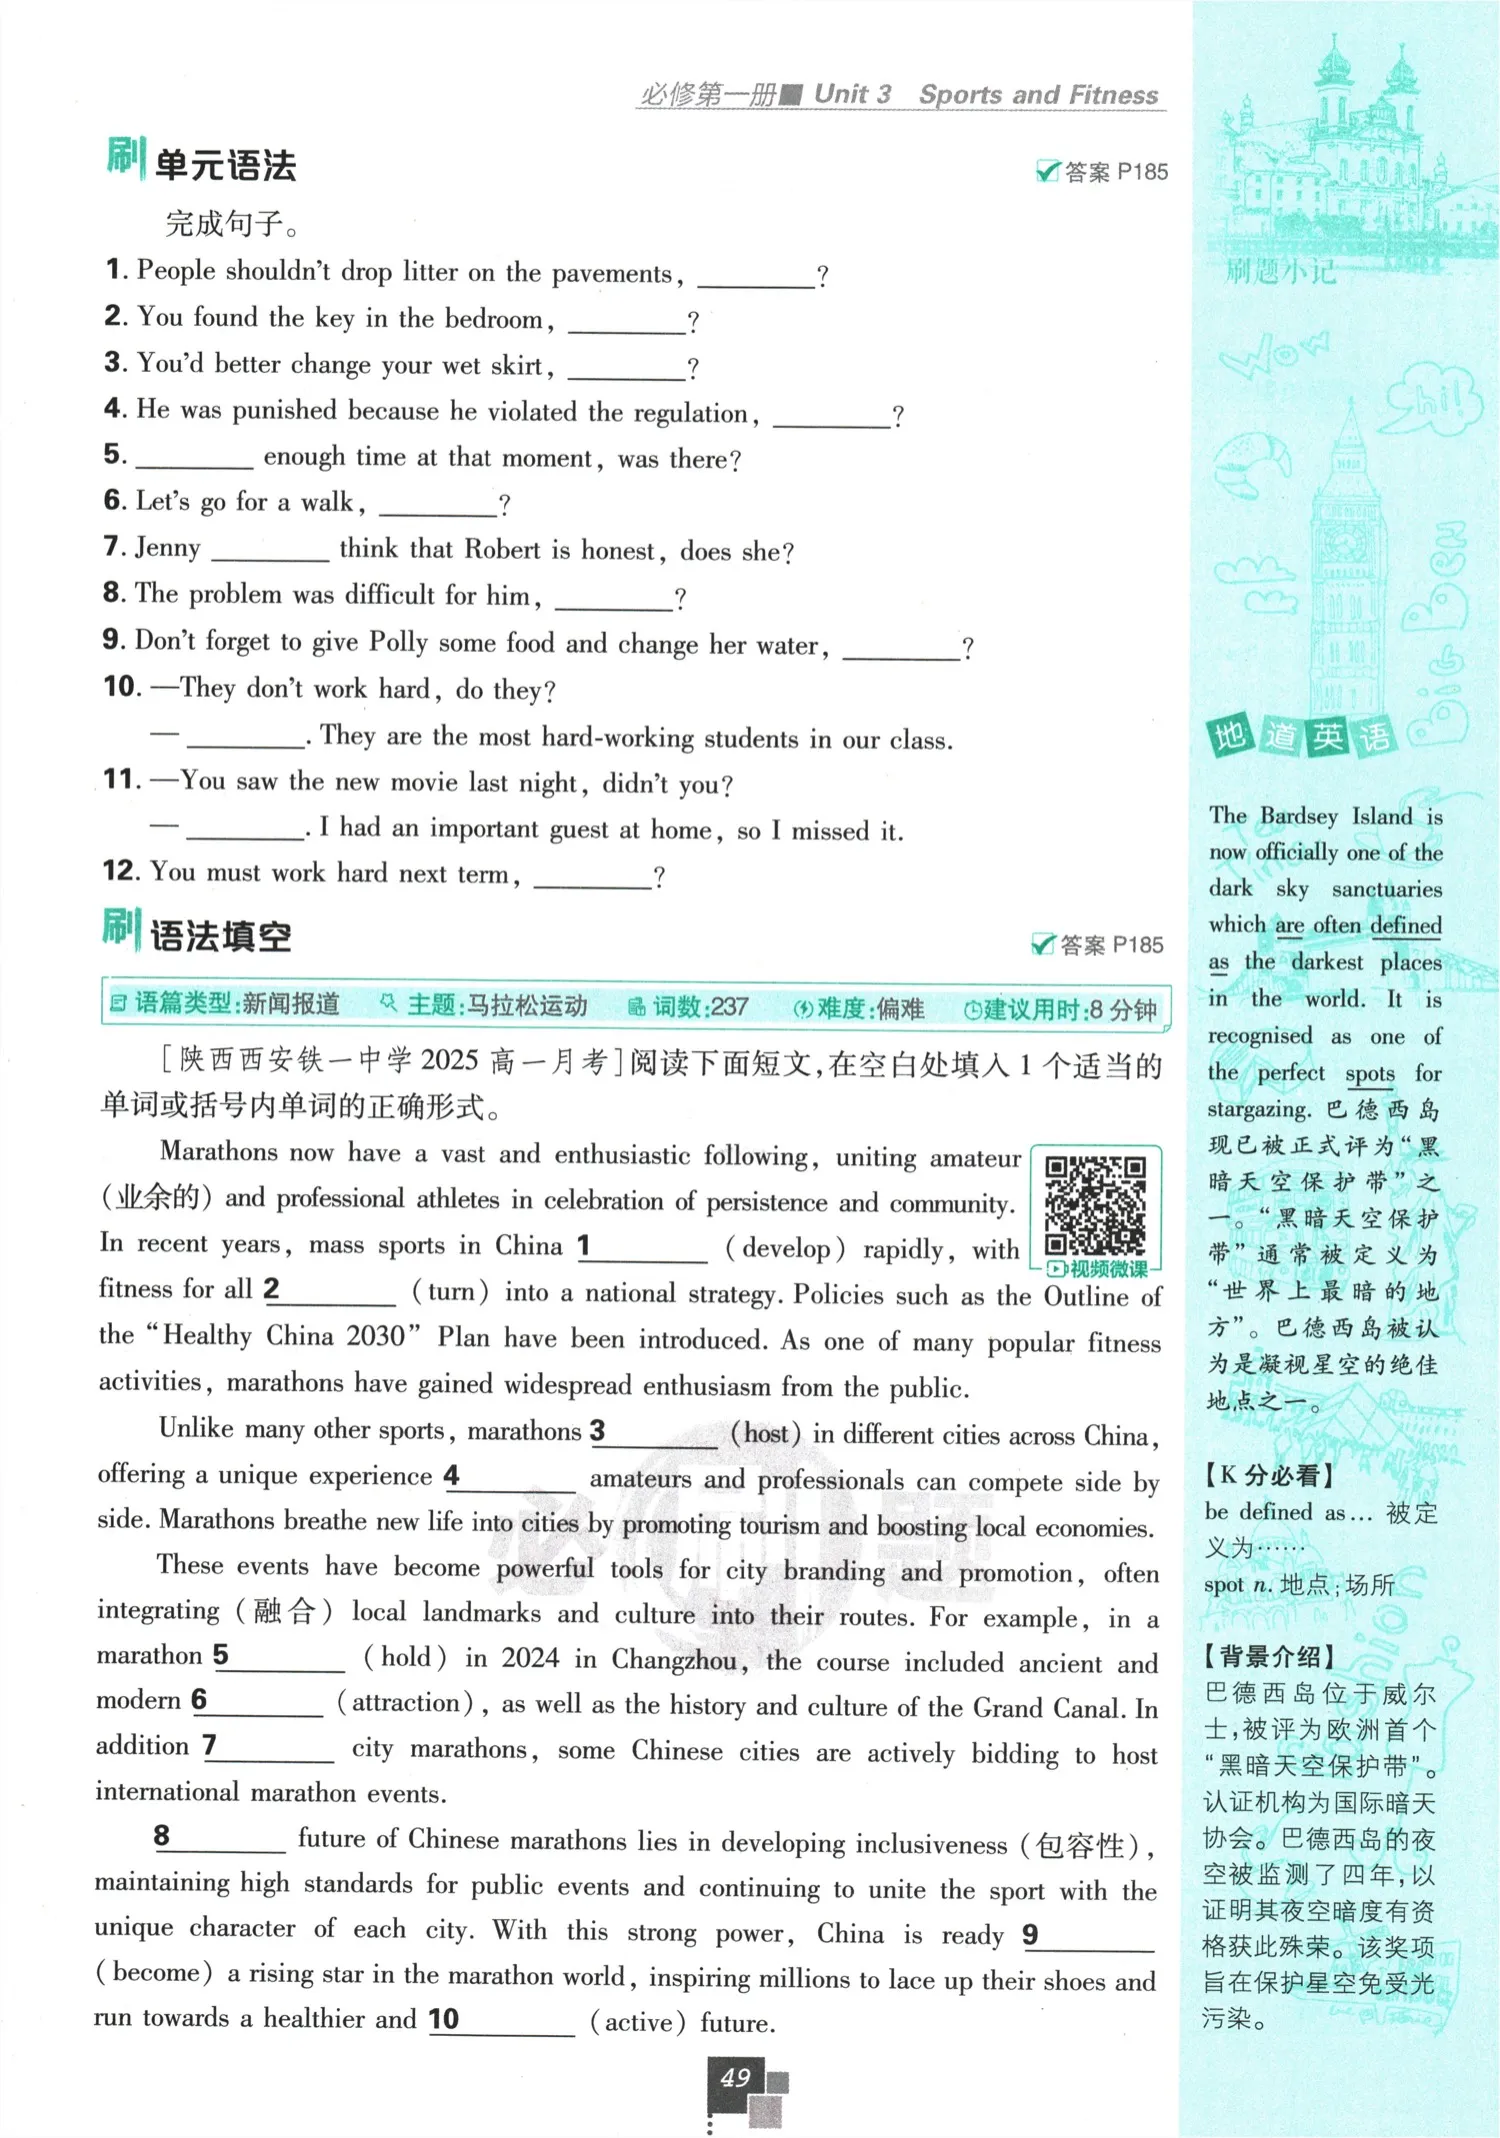 必修第一册 Unit 3 Sports and Fitness
刷 单元语法
答案 P185
完成句子。
1. People shouldn't drop litter on the pavements, ________?
2. You found the key in the bedroom, ________?
3. You'd better change your wet skirt, ________?
4. He was punished because he violated the regulation, ________?
5. ________ enough time at that moment, was there?
6. Let's go for a walk, ________?
7. Jenny ________ think that Robert is honest, does she?
8. The problem was difficult for him, ________?
9. Don't forget to give Polly some food and change her water, ________?
10. —They don't work hard, do they?
— ________. They are the most hard-working students in our class.
11. —You saw the new movie last night, didn't you?
— ________. I had an important guest at home, so I missed it.
12. You must work hard next term, ________?
刷 语法填空
答案 P185
语篇类型:新闻报道 主题:马拉松运动 词数:237 难度:偏难 建议用时:8 分钟
[陕西西安铁一中学 2025 高一月考]阅读下面短文,在空白处填入 1 个适当的
单词或括号内单词的正确形式。
Marathons now have a vast and enthusiastic following, uniting amateur
(业余的) and professional athletes in celebration of persistence and community.
In recent years, mass sports in China 1________ (develop) rapidly, with
视频微课
fitness for all 2________ (turn) into a national strategy. Policies such as the Outline of
the “Healthy China 2030” Plan have been introduced. As one of many popular fitness
activities, marathons have gained widespread enthusiasm from the public.
Unlike many other sports, marathons 3________ (host) in different cities across China,
offering a unique experience 4________ amateurs and professionals can compete side by
side. Marathons breathe new life into cities by promoting tourism and boosting local economies.
These events have become powerful tools for city branding and promotion, often
integrating (融合) local landmarks and culture into their routes. For example, in a
marathon 5________ (hold) in 2024 in Changzhou, the course included ancient and
modern 6________ (attraction), as well as the history and culture of the Grand Canal. In
addition 7________ city marathons, some Chinese cities are actively bidding to host
international marathon events.
8________ future of Chinese marathons lies in developing inclusiveness (包容性),
maintaining high standards for public events and continuing to unite the sport with the
unique character of each city. With this strong power, China is ready 9________
(become) a rising star in the marathon world, inspiring millions to lace up their shoes and
run towards a healthier and 10________ (active) future.
必刷题
49
刷题小记
Wow
hi!
Big Ben
地道英语
The Bardsey Island is
now officially one of the
dark sky sanctuaries
which are often defined
as the darkest places
in the world. It is
recognised as one of
the perfect spots for
stargazing. 巴德西岛
现已被正式评为“黑
暗天空保护带”之
一。“黑暗天空保护
带”通常被定义为
“世界上最暗的地
方”。巴德西岛被认
为是凝视星空的绝佳
地点之一。
【K 分必看】
be defined as… 被定
义为……
spot n. 地点;场所
【背景介绍】
巴德西岛位于威尔
士,被评为欧洲首个
“黑暗天空保护带”。
认证机构为国际暗天
协会。巴德西岛的夜
空被监测了四年,以
证明其夜空暗度有资
格获此殊荣。该奖项
旨在保护星空免受光
污染。